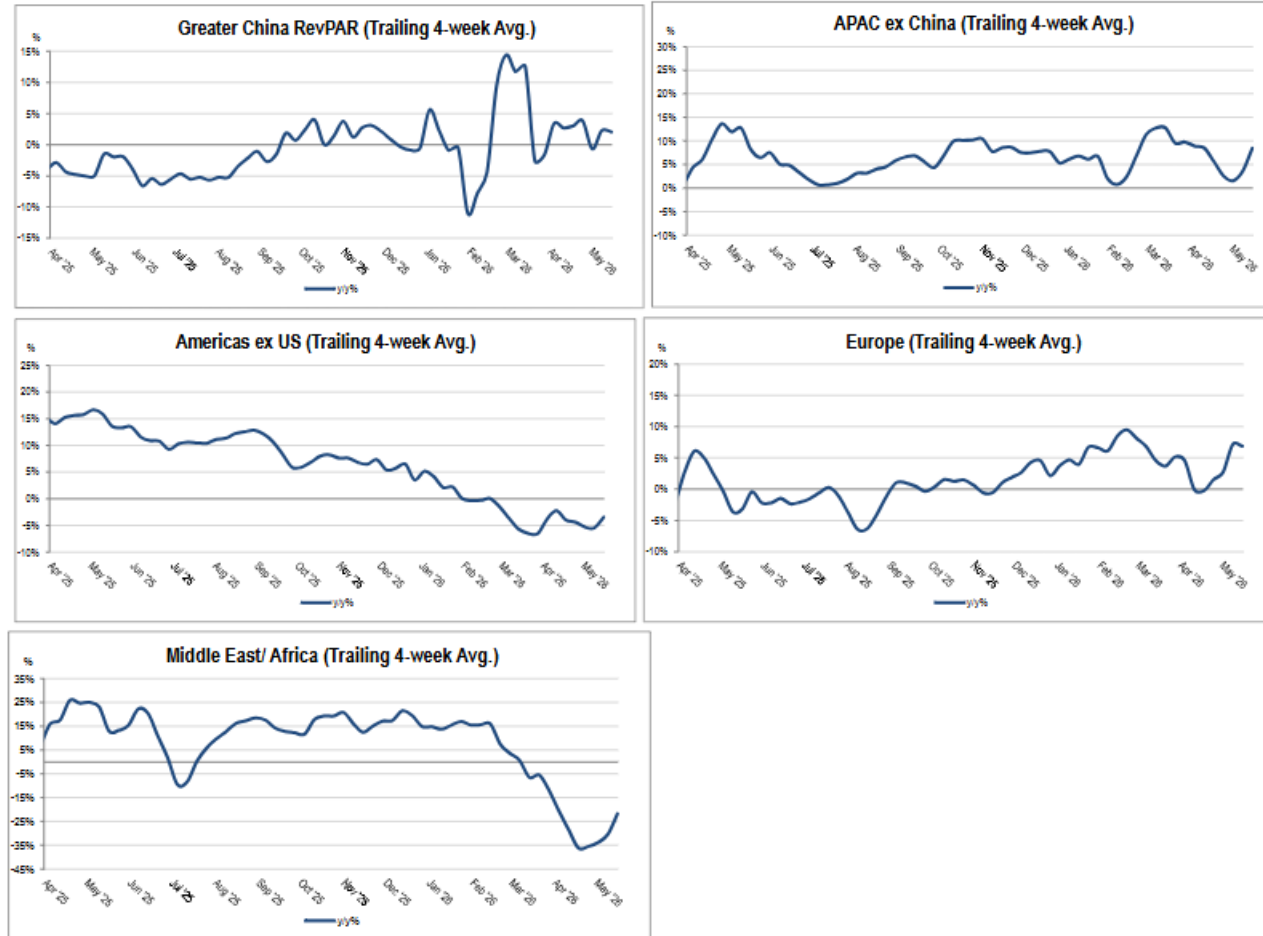 Greater China RevPAR (Trailing 4-week Avg.)
%
15%
10%
5%
0%
-5%
-10%
-15%
Apr '25
May '25
Jun '25
Jul '25
Aug '25
Sep '25
Oct '25
Nov '25
Dec '25
Jan '26
Feb '26
Mar '26
Apr '26
May '26
y/y%
APAC ex China (Trailing 4-week Avg.)
%
30%
25%
20%
15%
10%
5%
0%
-5%
-10%
Apr '25
May '25
Jun '25
Jul '25
Aug '25
Sep '25
Oct '25
Nov '25
Dec '25
Jan '26
Feb '26
Mar '26
Apr '26
May '26
y/y%
Americas ex US (Trailing 4-week Avg.)
%
25%
20%
15%
10%
5%
0%
-5%
-10%
Apr '25
May '25
Jun '25
Jul '25
Aug '25
Sep '25
Oct '25
Nov '25
Dec '25
Jan '26
Feb '26
Mar '26
Apr '26
May '26
y/y%
Europe (Trailing 4-week Avg.)
%
20%
15%
10%
5%
0%
-5%
-10%
Apr '25
May '25
Jun '25
Jul '25
Aug '25
Sep '25
Oct '25
Nov '25
Dec '25
Jan '26
Feb '26
Mar '26
Apr '26
May '26
y/y%
Middle East/ Africa (Trailing 4-week Avg.)
%
35%
25%
15%
5%
-5%
-15%
-25%
-35%
-45%
Apr '25
May '25
Jun '25
Jul '25
Aug '25
Sep '25
Oct '25
Nov '25
Dec '25
Jan '26
Feb '26
Mar '26
Apr '26
May '26
y/y%